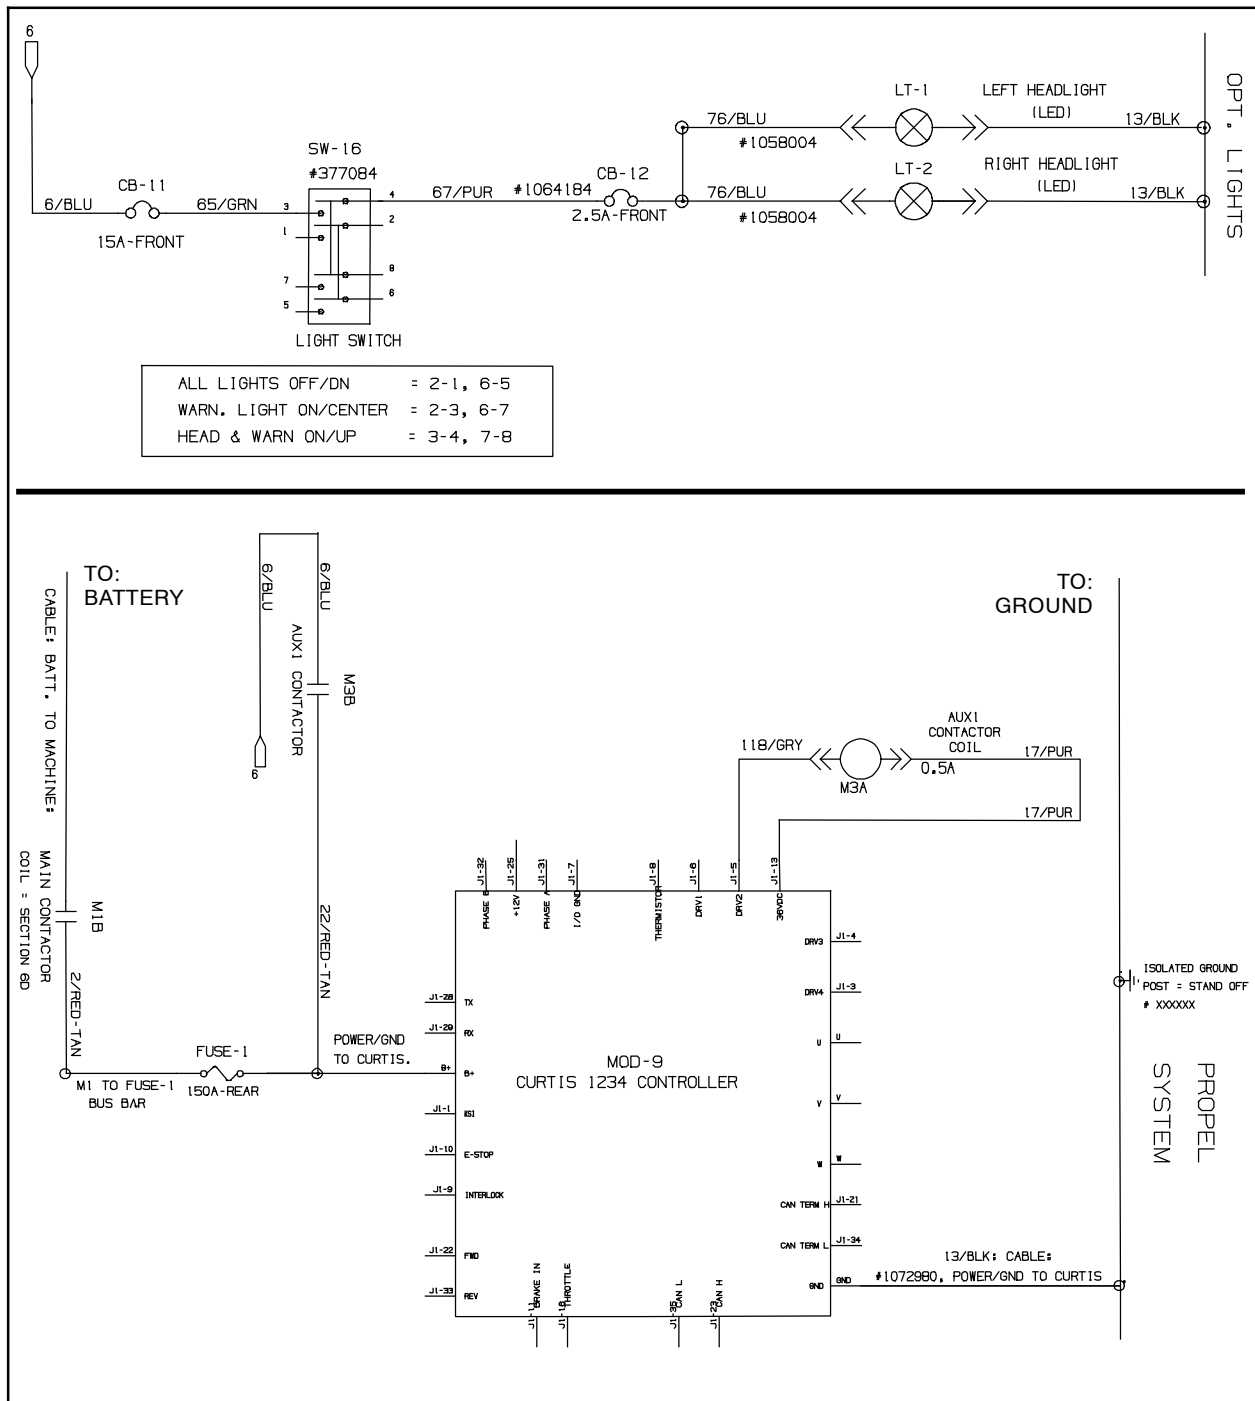 6
6/BLU
CB-11
15A-FRONT
65/GRN
SW-16
#377084
3
1
7
5
4
2
8
6
LIGHT SWITCH
67/PUR
#1064184
CB-12
2.5A-FRONT
76/BLU
#1058004
LT-1
LEFT HEADLIGHT
(LED)
13/BLK
76/BLU
#1058004
LT-2
RIGHT HEADLIGHT
(LED)
13/BLK
OPT. LIGHTS
ALL LIGHTS OFF/DN = 2-1, 6-5
WARN. LIGHT ON/CENTER = 2-3, 6-7
HEAD & WARN ON/UP = 3-4, 7-8
TO:
BATTERY
CABLE: BATT. TO MACHINE:
MAIN CONTACTOR
COIL = SECTION 6D
M1B
2/RED-TAN
M1 TO FUSE-1
BUS BAR
FUSE-1
150A-REAR
6/BLU
6
6/BLU
AUX1 CONTACTOR
M3B
22/RED-TAN
POWER/GND
TO CURTIS.
TO:
GROUND
118/GRY
M3A
AUX1
CONTACTOR
COIL
0.5A
17/PUR
17/PUR
J1-32
PHASE B
J1-25
+12V
J1-31
PHASE A
J1-7
I/O GND
J1-8
THERMISTOR
J1-6
DRV1
J1-5
DRV2
J1-13
36VDC
DRV3 J1-4
DRV4 J1-3
U U
V V
W W
CAN TERM H J1-21
CAN TERM L J1-34
GND GND
J1-28 TX
J1-29 RX
B+ B+
J1-1 KSI
J1-10 E-STOP
J1-9 INTERLOCK
J1-22 FWD
J1-33 REV
MOD-9
CURTIS 1234 CONTROLLER
J1-11
BRAKE IN
J1-16
THROTTLE
J1-35
CAN L
J1-23
CAN H
13/BLK: CABLE:
#1072980, POWER/GND TO CURTIS
ISOLATED GROUND
POST = STAND OFF
# XXXXXX
PROPEL
SYSTEM